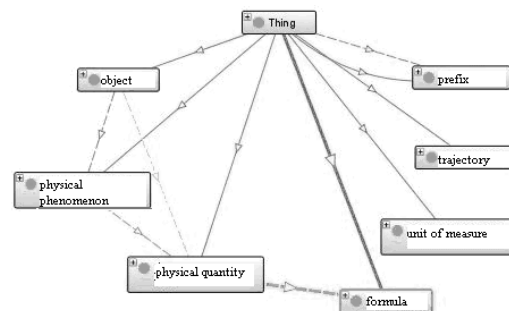 Thing
object
prefix
trajectory
physical
phenomenon
unit of measure
physical quantity
formula